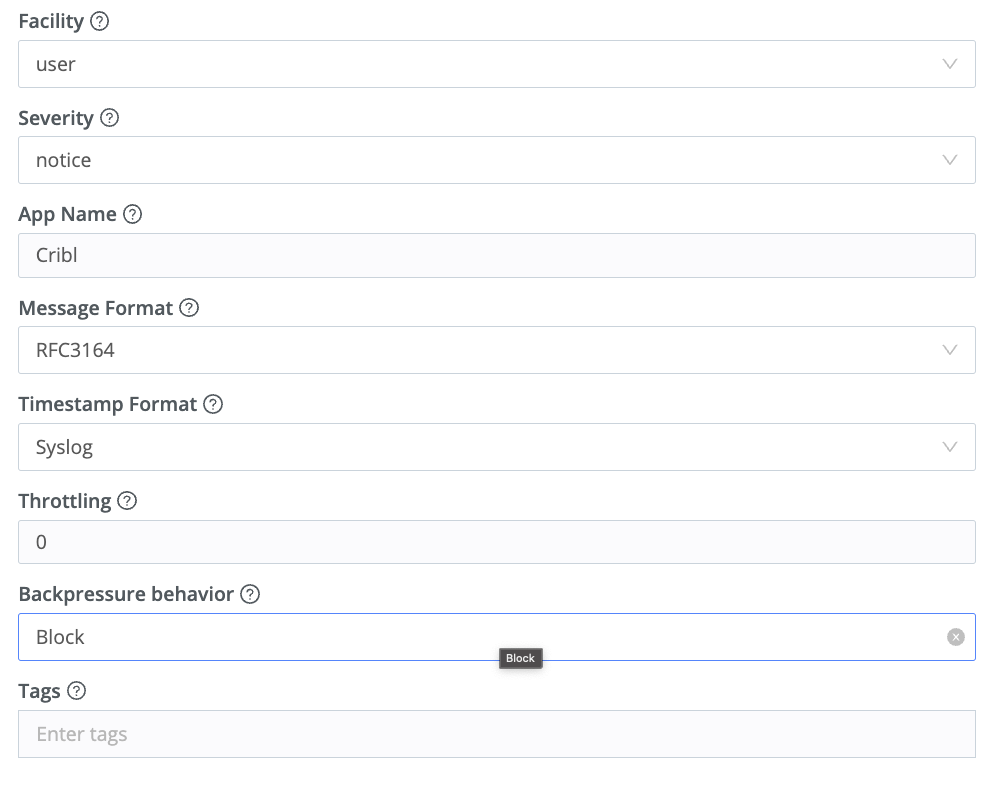 Facility
user
Severity
notice
App Name
Cribl
Message Format
RFC3164
Timestamp Format
Syslog
Throttling
0
Backpressure behavior
Block
Block
Tags
Enter tags